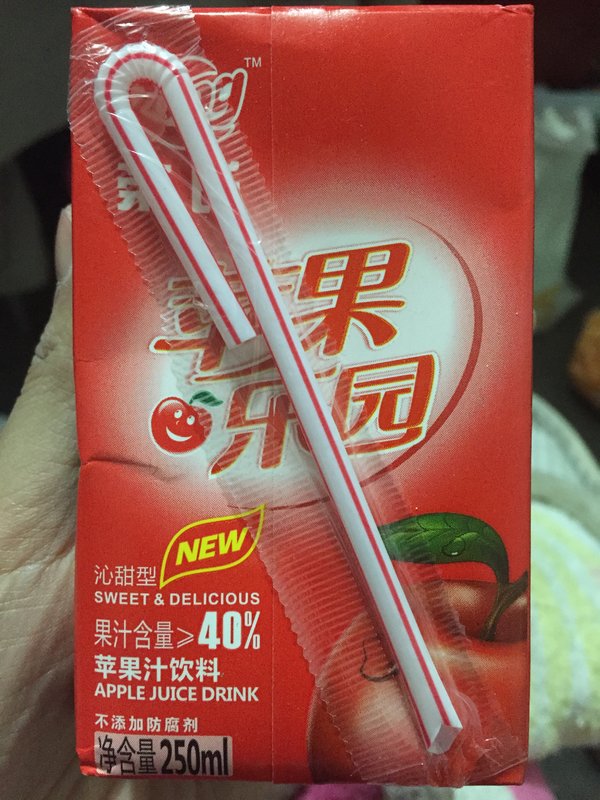 TM
苹果
乐园
NEW
沁甜型
SWEET & DELICIOUS
果汁含量≥40%
苹果汁饮料
APPLE JUICE DRINK
不添加防腐剂
净含量250ml